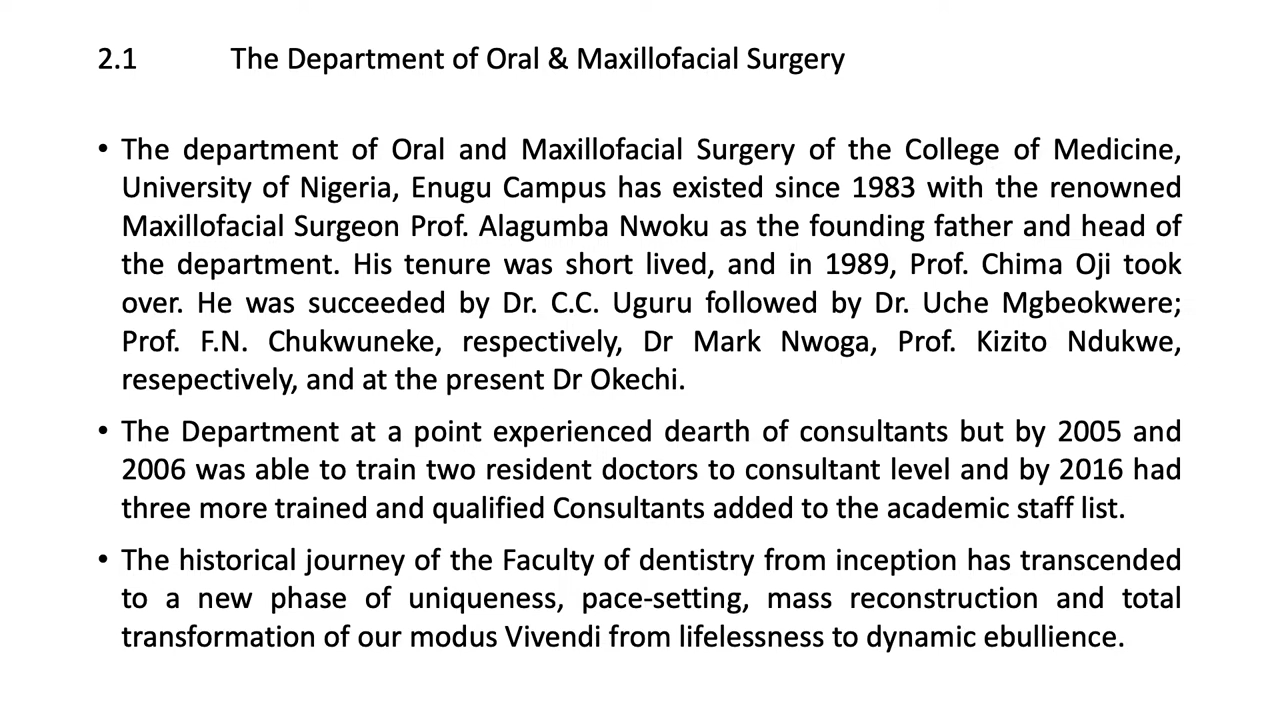 2.1 The Department of Oral & Maxillofacial Surgery
• The department of Oral and Maxillofacial Surgery of the College of Medicine,
University of Nigeria, Enugu Campus has existed since 1983 with the renowned
Maxillofacial Surgeon Prof. Alagumba Nwoku as the founding father and head of
the department. His tenure was short lived, and in 1989, Prof. Chima Oji took
over. He was succeeded by Dr. C.C. Uguru followed by Dr. Uche Mgbeokwere;
Prof. F.N. Chukwuneke, respectively, Dr Mark Nwoga, Prof. Kizito Ndukwe,
resepectively, and at the present Dr Okechi.
• The Department at a point experienced dearth of consultants but by 2005 and
2006 was able to train two resident doctors to consultant level and by 2016 had
three more trained and qualified Consultants added to the academic staff list.
• The historical journey of the Faculty of dentistry from inception has transcended
to a new phase of uniqueness, pace-setting, mass reconstruction and total
transformation of our modus Vivendi from lifelessness to dynamic ebullience.